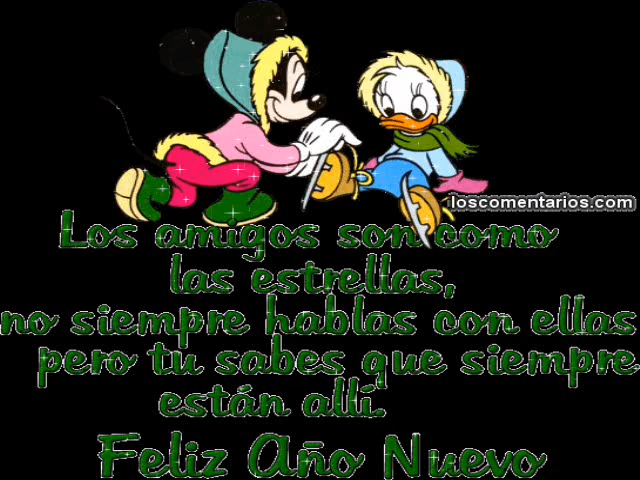 loscomentarios.com
Los amigos son como
las estrellas,
no siempre hablas con ellas
pero tu sabes que siempre
están allí.
Feliz Año Nuevo